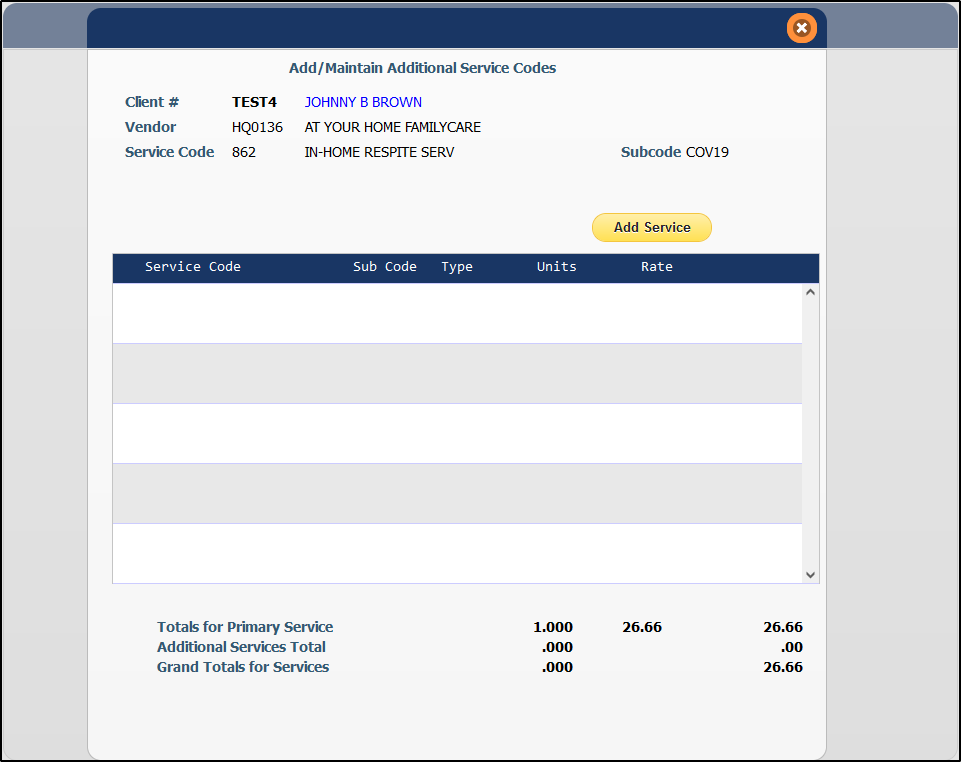 Add/Maintain Additional Service Codes
Client # TEST4 JOHNNY B BROWN
Vendor HQ0136 AT YOUR HOME FAMILYCARE
Service Code 862 IN-HOME RESPITE SERV Subcode COV19
Add Service
Service Code Sub Code Type Units Rate
Totals for Primary Service 1.000 26.66 26.66
Additional Services Total .000 .00
Grand Totals for Services .000 26.66